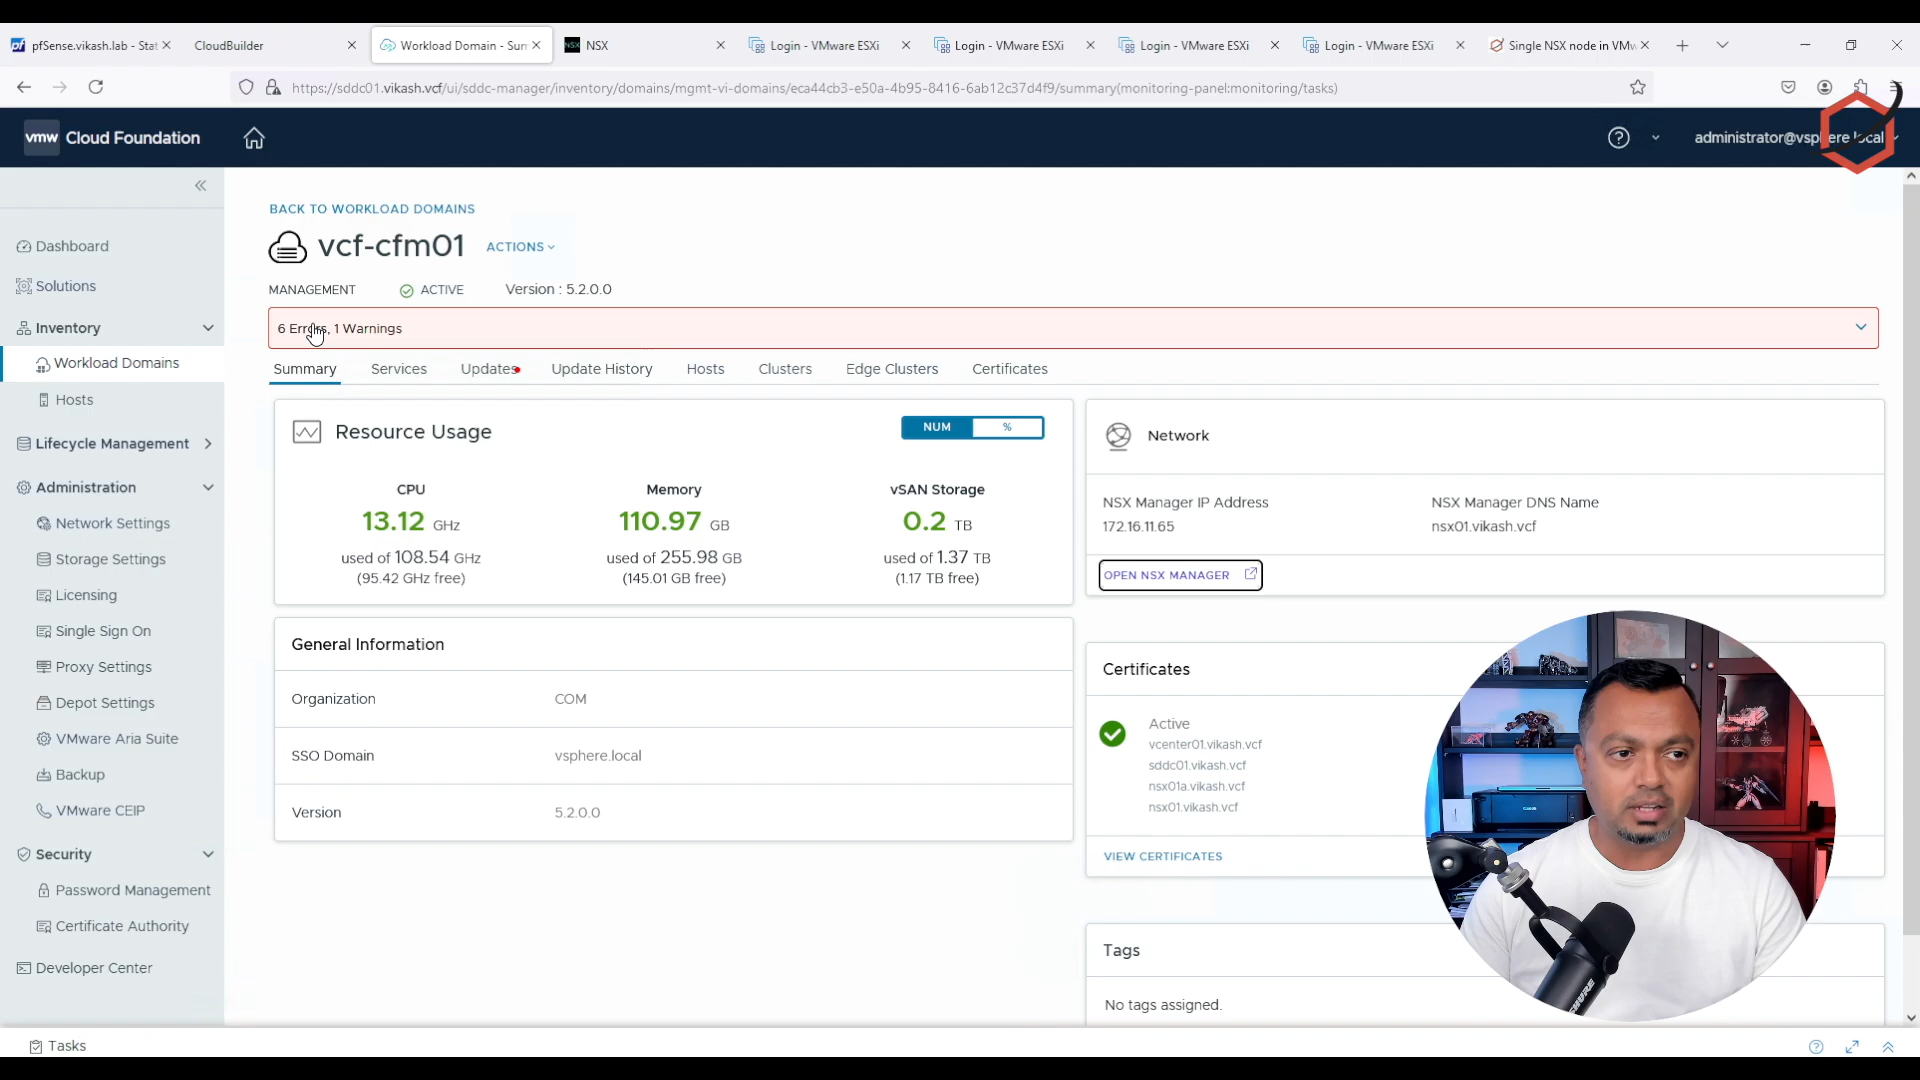 pfSense.vikash.lab - Stat
CloudBuilder
Workload Domain - Sum
NSX
NSX
Login - VMware ESXi
Login - VMware ESXi
Login - VMware ESXi
Login - VMware ESXi
Single NSX node in VMw
https://sddc01.vikash.vcf/ui/sddc-manager/inventory/domains/mgmt-vi-domains/eca44cb3-e50a-4b95-8416-6ab12c37d4f9/summary(monitoring-panel:monitoring/tasks)
vmw Cloud Foundation
administrator@vsphere.local
Dashboard
Solutions
Inventory
Workload Domains
Hosts
Lifecycle Management
Administration
Network Settings
Storage Settings
Licensing
Single Sign On
Proxy Settings
Depot Settings
VMware Aria Suite
Backup
VMware CEIP
Security
Password Management
Certificate Authority
Developer Center
BACK TO WORKLOAD DOMAINS
vcf-cfm01 ACTIONS
MANAGEMENT ACTIVE Version : 5.2.0.0
6 Errors, 1 Warnings
Summary Services Updates Update History Hosts Clusters Edge Clusters Certificates
Resource Usage NUM %
CPU Memory vSAN Storage
13.12 GHz 110.97 GB 0.2 TB
used of 108.54 GHz used of 255.98 GB used of 1.37 TB
(95.42 GHz free) (145.01 GB free) (1.17 TB free)
General Information
Organization COM
SSO Domain vsphere.local
Version 5.2.0.0
Network
NSX Manager IP Address NSX Manager DNS Name
172.16.11.65 nsx01.vikash.vcf
OPEN NSX MANAGER
Certificates
Active
vcenter01.vikash.vcf
sddc01.vikash.vcf
nsx01a.vikash.vcf
nsx01.vikash.vcf
VIEW CERTIFICATES
Tags
No tags assigned.
SHURE
Tasks